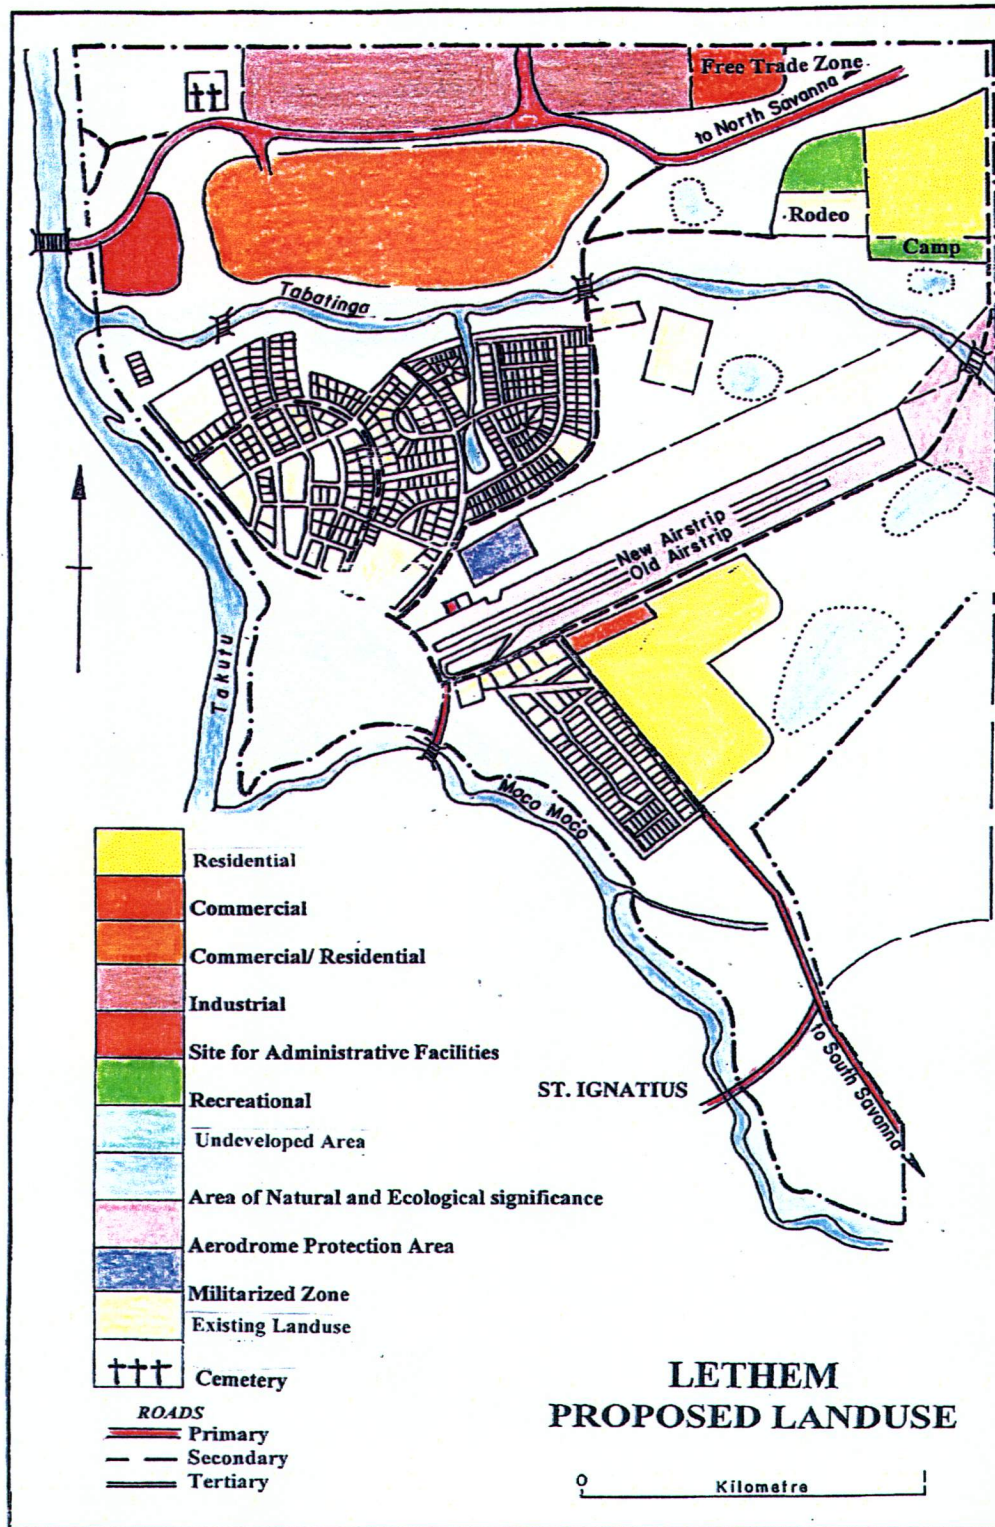 Free Trade Zone
to North Savanna
Rodeo
Camp
Tabatinga
New Airstrip
Old Airstrip
Takutu
Moco Moco
Residential
Commercial
Commercial/ Residential
Industrial
Site for Administrative Facilities
Recreational
Undeveloped Area
Area of Natural and Ecological significance
Aerodrome Protection Area
Militarized Zone
Existing Landuse
Cemetery
ROADS
Primary
Secondary
Tertiary
ST. IGNATIUS
to South Savanna
LETHEM
PROPOSED LANDUSE
0 1
Kilometre